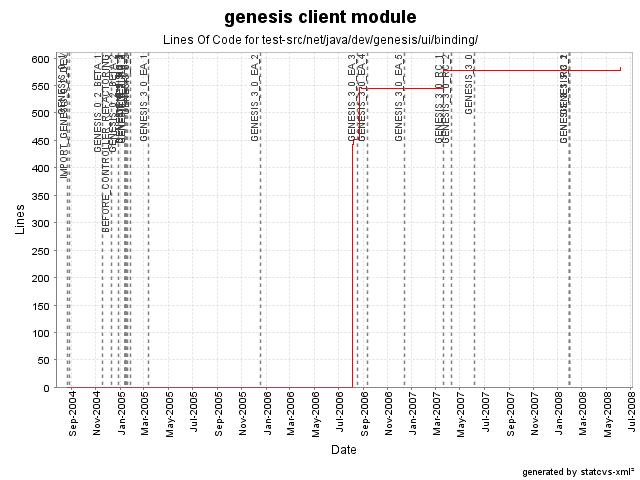 genesis client module
Lines Of Code for test-src/net/java/dev/genesis/ui/binding/
600
550
500
450
400
350
300
250
200
150
100
50
0
Lines
GENESIS_0_2_BETA_1
BEFORE_CONTROLLER_REFACTORING
GENESIS_3_0_EA_1
GENESIS_3_0_EA_2
GENESIS_3_0_EA_3
GENESIS_3_0_EA_4
GENESIS_3_0_EA_5
GENESIS_3_0_RC_1
GENESIS_3_0
Sep-2004
Nov-2004
Jan-2005
Mar-2005
May-2005
Jul-2005
Sep-2005
Nov-2005
Jan-2006
Mar-2006
May-2006
Jul-2006
Sep-2006
Nov-2006
Jan-2007
Mar-2007
May-2007
Jul-2007
Sep-2007
Nov-2007
Jan-2008
Mar-2008
May-2008
Jul-2008
Date
generated by statcvs-xml²